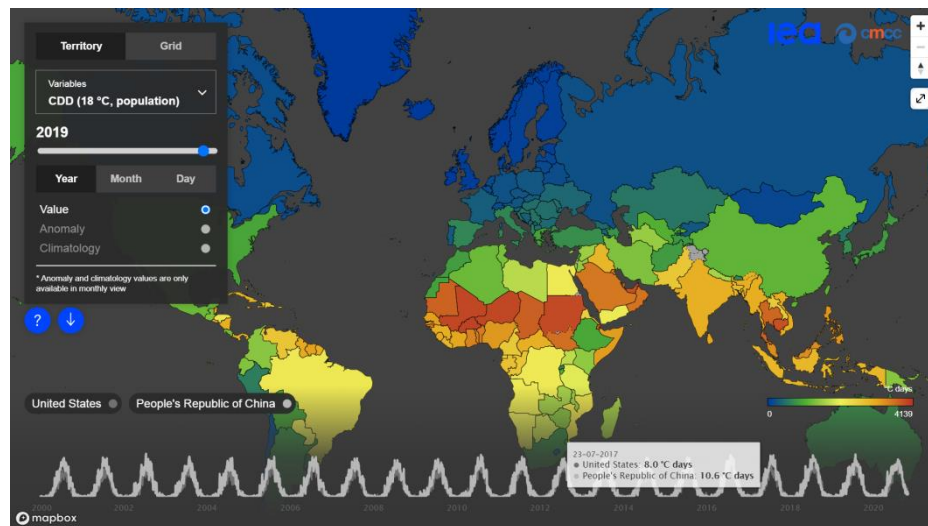 Territory Grid
Variables
CDD (18 °C, population)
2019
Year Month Day
Value
Anomaly
Climatology
* Anomaly and climatology values are only
available in monthly view
?
iea cmcc
United States
People's Republic of China
°C days
0 4139
23-07-2017
United States: 8.0 °C days
People's Republic of China: 10.6 °C days
2000 2002 2004 2006 2008 2010 2012 2014 2016 2018 2020
mapbox